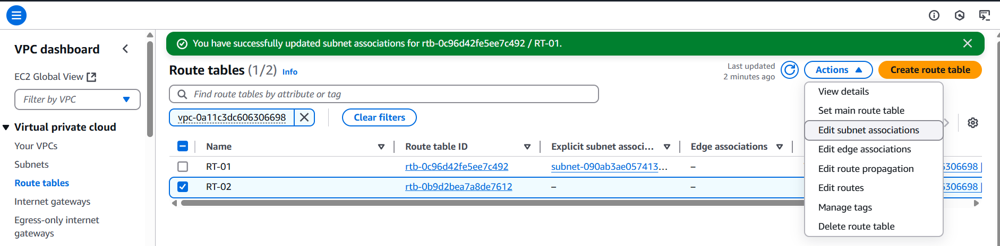 VPC dashboard
EC2 Global View
Filter by VPC
Virtual private cloud
Your VPCs
Subnets
Route tables
Internet gateways
Egress-only internet
gateways
You have successfully updated subnet associations for rtb-0c96d42fe5ee7c492 / RT-01.
Route tables (1/2) Info
Last updated
2 minutes ago
Actions
Create route table
Find route tables by attribute or tag
vpc-0a11c3dc606306698
Clear filters
Name Route table ID Explicit subnet associ... Edge associations
RT-01 rtb-0c96d42fe5ee7c492 subnet-090ab3ae057413... – 6306698 |
RT-02 rtb-0b9d2bea7a8de7612 – – 6306698 |
View details
Set main route table
Edit subnet associations
Edit edge associations
Edit route propagation
Edit routes
Manage tags
Delete route table